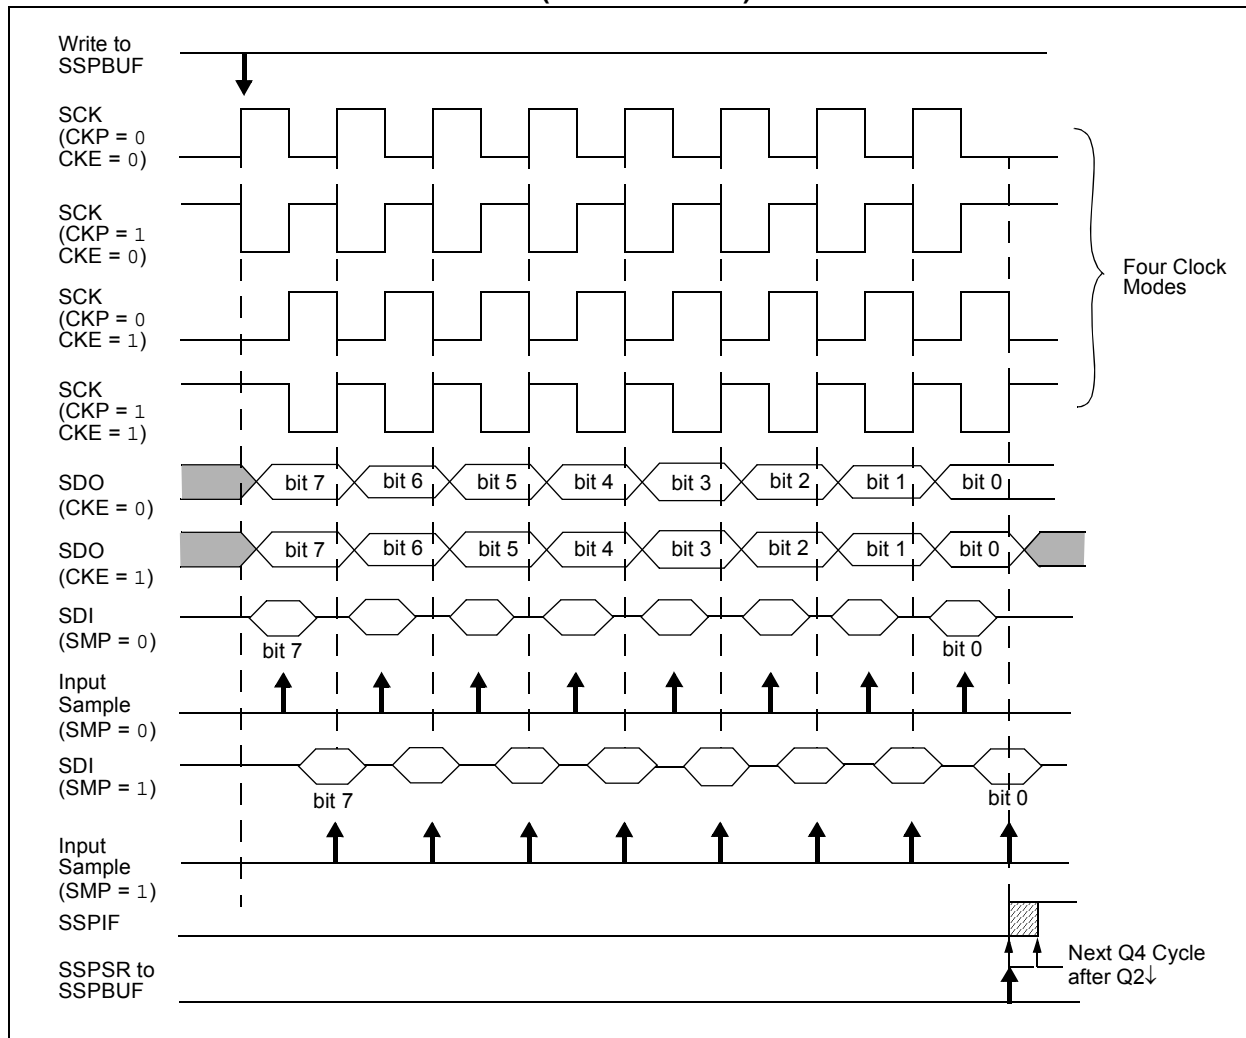 Write to
SSPBUF
SCK
(CKP = 0
CKE = 0)
SCK
(CKP = 1
CKE = 0)
SCK
(CKP = 0
CKE = 1)
SCK
(CKP = 1
CKE = 1)
Four Clock
Modes
SDO
(CKE = 0)
bit 7 bit 6 bit 5 bit 4 bit 3 bit 2 bit 1 bit 0
SDO
(CKE = 1)
bit 7 bit 6 bit 5 bit 4 bit 3 bit 2 bit 1 bit 0
SDI
(SMP = 0)
bit 7 bit 0
Input
Sample
(SMP = 0)
SDI
(SMP = 1)
bit 7 bit 0
Input
Sample
(SMP = 1)
SSPIF
Next Q4 Cycle
after Q2↓
SSPSR to
SSPBUF